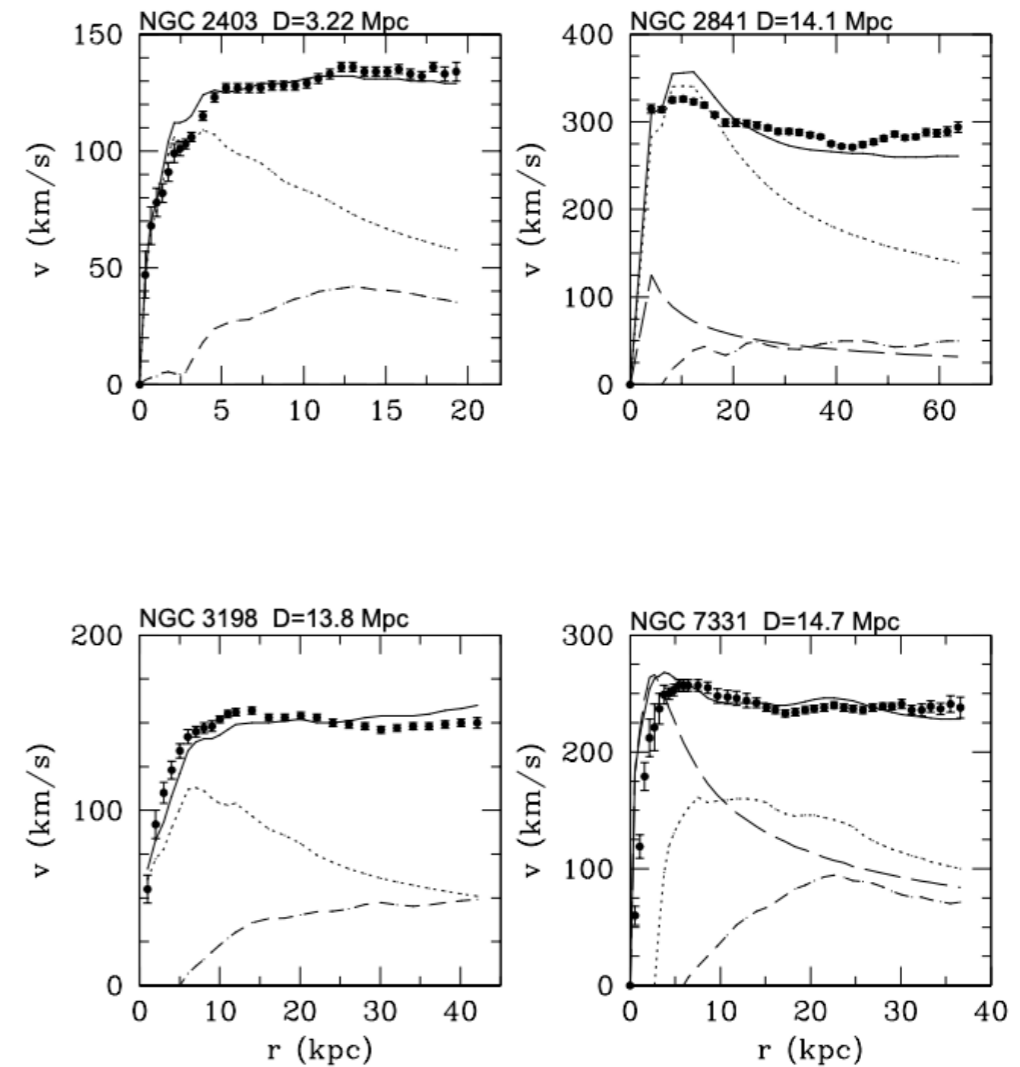 NGC 2403 D=3.22 Mpc
150
100
50
0
v (km/s)
0 5 10 15 20
NGC 2841 D=14.1 Mpc
400
300
200
100
0
v (km/s)
0 20 40 60
NGC 3198 D=13.8 Mpc
200
100
0
v (km/s)
0 10 20 30 40
r (kpc)
NGC 7331 D=14.7 Mpc
300
200
100
0
v (km/s)
0 10 20 30 40
r (kpc)